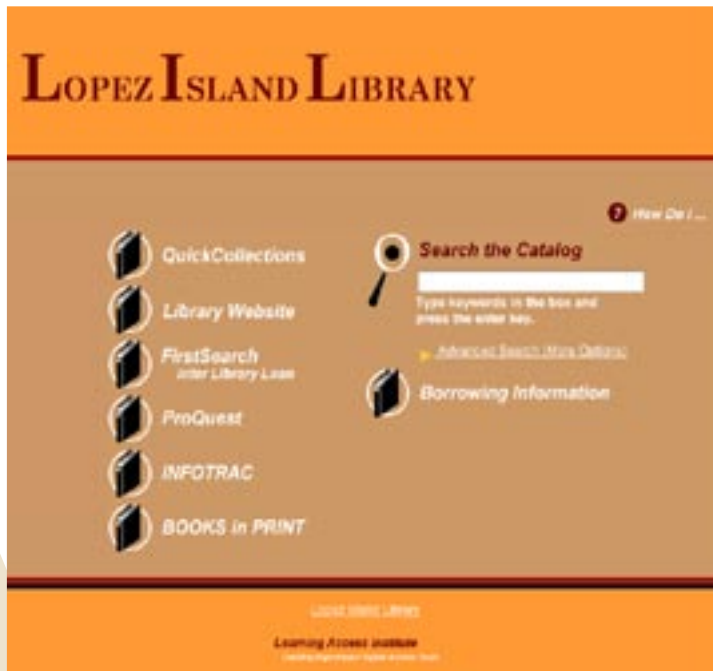 LOPEZ ISLAND LIBRARY
? How Do I ...
QuickCollections
Library Website
FirstSearch
Inter Library Loan
ProQuest
INFOTRAC
BOOKS in PRINT
Search the Catalog
Type keywords in the box and
press the enter key.
Advanced Search (More Options)
Borrowing Information
Lopez Island Library
Learning Access Institute